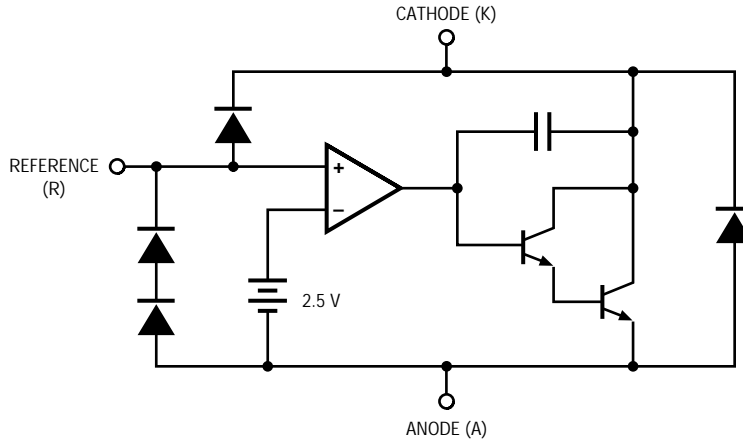 CATHODE (K)
REFERENCE
(R)
+
−
2.5 V
ANODE (A)